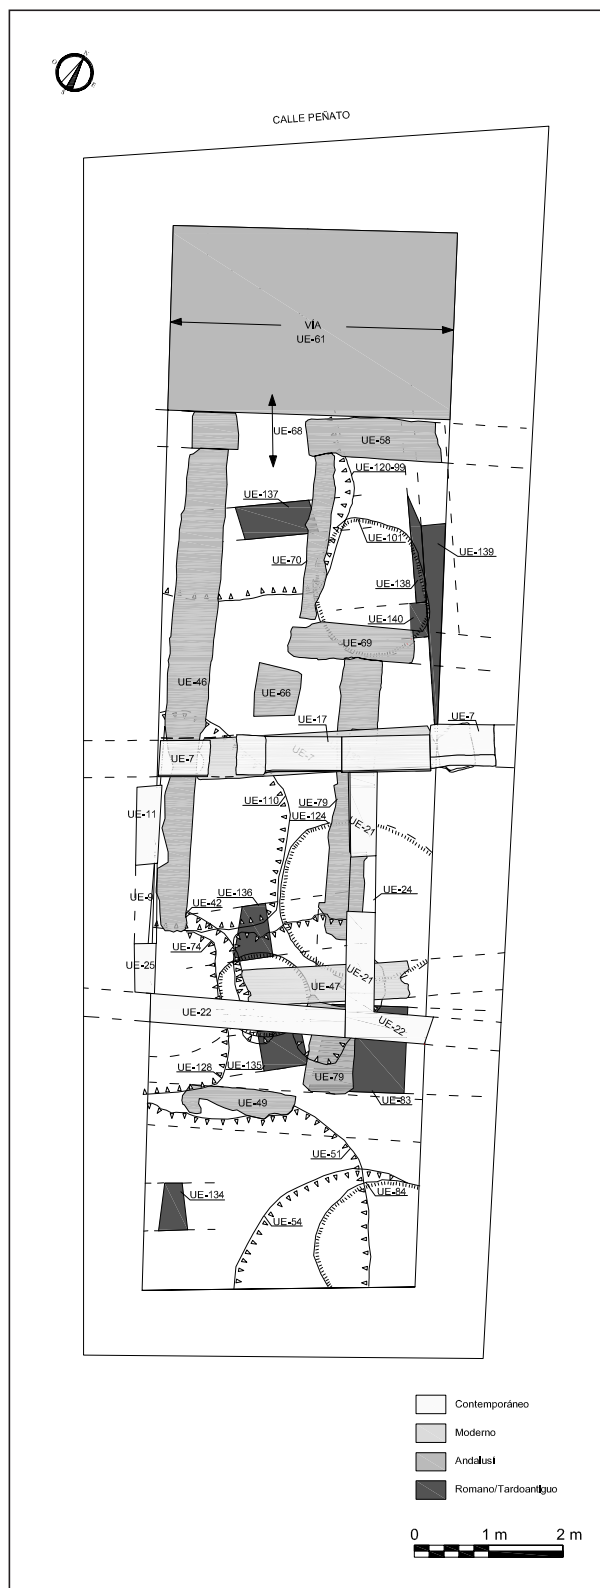 N
O
E
S
CALLE PEÑATO
VÍA
UE-61
UE-68
UE-58
UE-120-99
UE-137
UE-101
UE-139
UE-70
UE-138
UE-140
UE-69
UE-46
UE-66
UE-17
UE-7
UE-7
UE-7
UE-110
UE-79
UE-11
UE-124
UE-21
UE-136
UE-9
UE-42
UE-24
UE-74
UE-25
UE-47
UE-21
UE-22
UE-22
UE-128
UE-135
UE-79
UE-83
UE-49
UE-51
UE-134
UE-84
UE-54
Contemporáneo
Moderno
Andalusí
Romano/Tardoantiguo
0 1 m 2 m